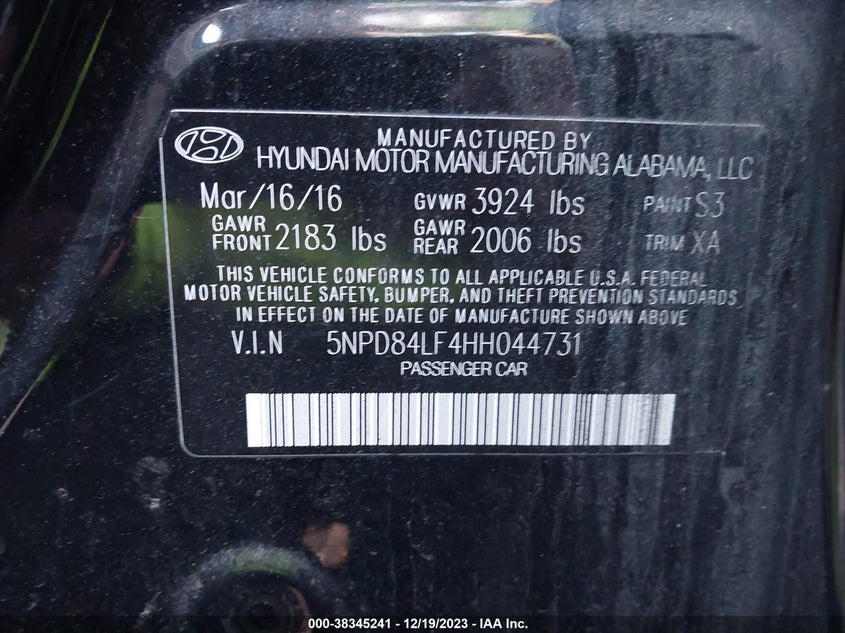 MANUFACTURED BY
HYUNDAI MOTOR MANUFACTURING ALABAMA, LLC
Mar/16/16 GVWR 3924 lbs PAINT S3
GAWR FRONT 2183 lbs GAWR REAR 2006 lbs TRIM XA
THIS VEHICLE CONFORMS TO ALL APPLICABLE U.S.A. FEDERAL
MOTOR VEHICLE SAFETY, BUMPER, AND THEFT PREVENTION STANDARDS
IN EFFECT ON THE DATE OF MANUFACTURE SHOWN ABOVE
V.I.N 5NPD84LF4HH044731
PASSENGER CAR
000-38345241 - 12/19/2023 - IAA Inc.